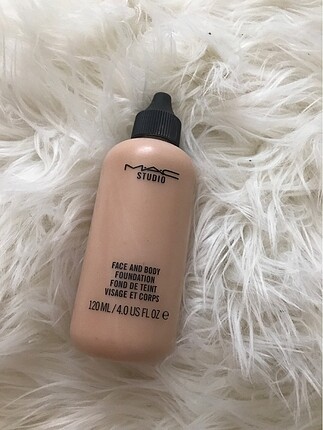 M·A·C
STUDIO
FACE AND BODY
FOUNDATION
FOND DE TEINT
VISAGE ET CORPS
120 ML / 4.0 US FL OZ ℮